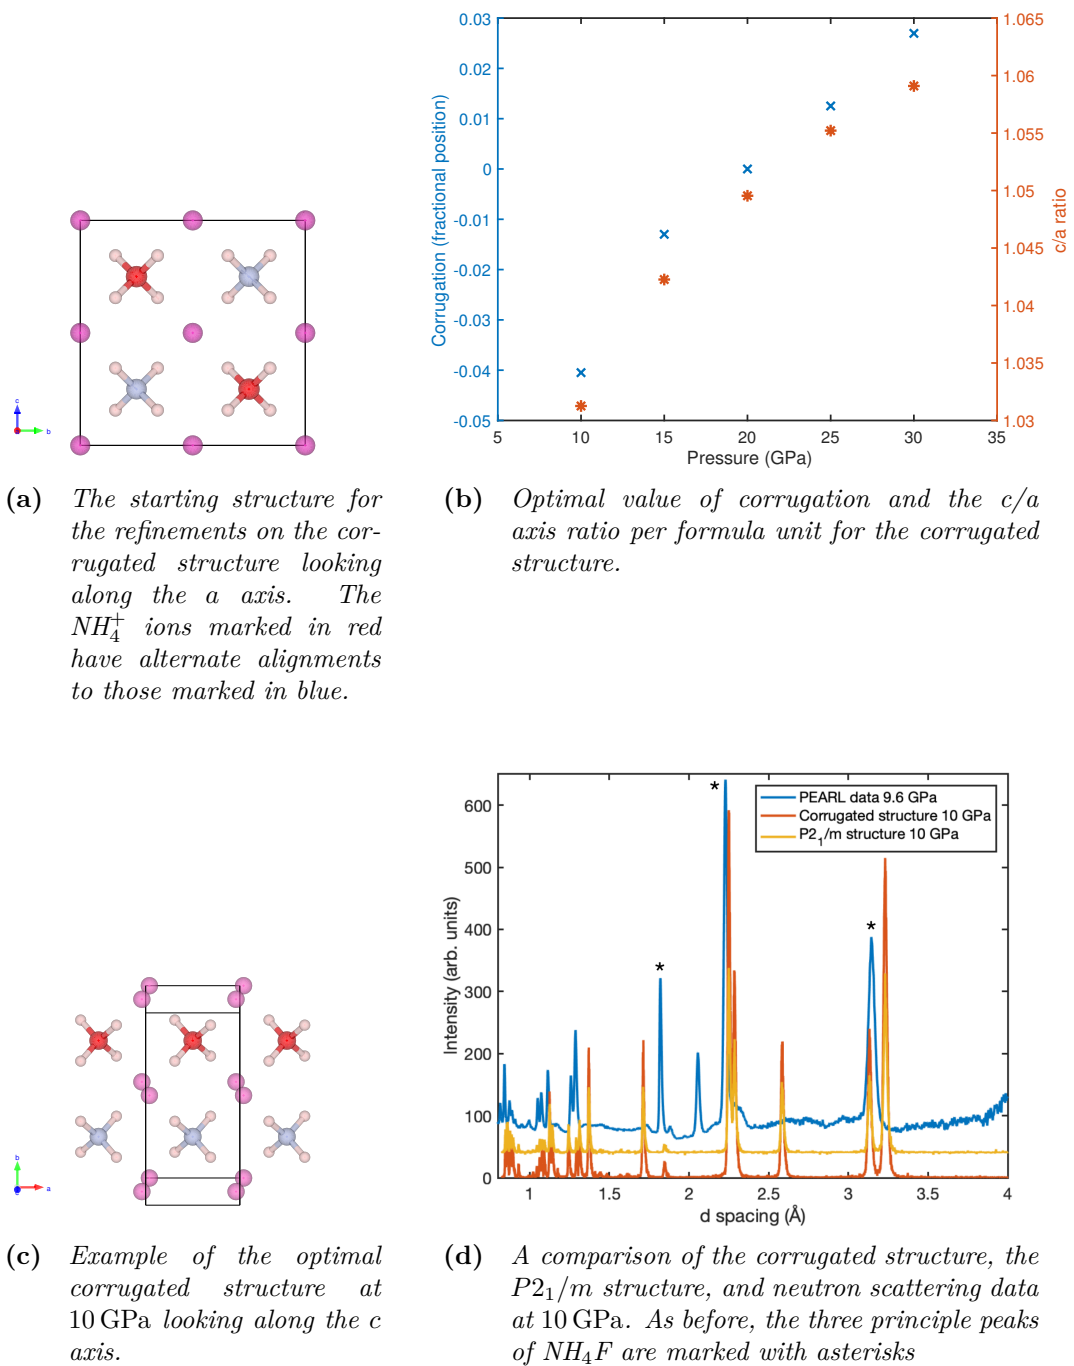 0.03
0.02
0.01
0
-0.01
-0.02
-0.03
-0.04
-0.05
Corrugation (fractional position)
1.065
1.06
1.055
1.05
1.045
1.04
1.035
1.03
c/a ratio
5 10 15 20 25 30 35
Pressure (GPa)
c
b
(a) The starting structure for
the refinements on the cor-
rugated structure looking
along the a axis. The
NH₄⁺ ions marked in red
have alternate alignments
to those marked in blue.
(b) Optimal value of corrugation and the c/a
axis ratio per formula unit for the corrugated
structure.
b
a
(c) Example of the optimal
corrugated structure at
10 GPa looking along the c
axis.
600
500
400
300
200
100
0
Intensity (arb. units)
* * *
PEARL data 9.6 GPa
Corrugated structure 10 GPa
P2₁/m structure 10 GPa
1 1.5 2 2.5 3 3.5 4
d spacing (Å)
(d) A comparison of the corrugated structure, the
P2₁/m structure, and neutron scattering data
at 10 GPa. As before, the three principle peaks
of NH₄F are marked with asterisks